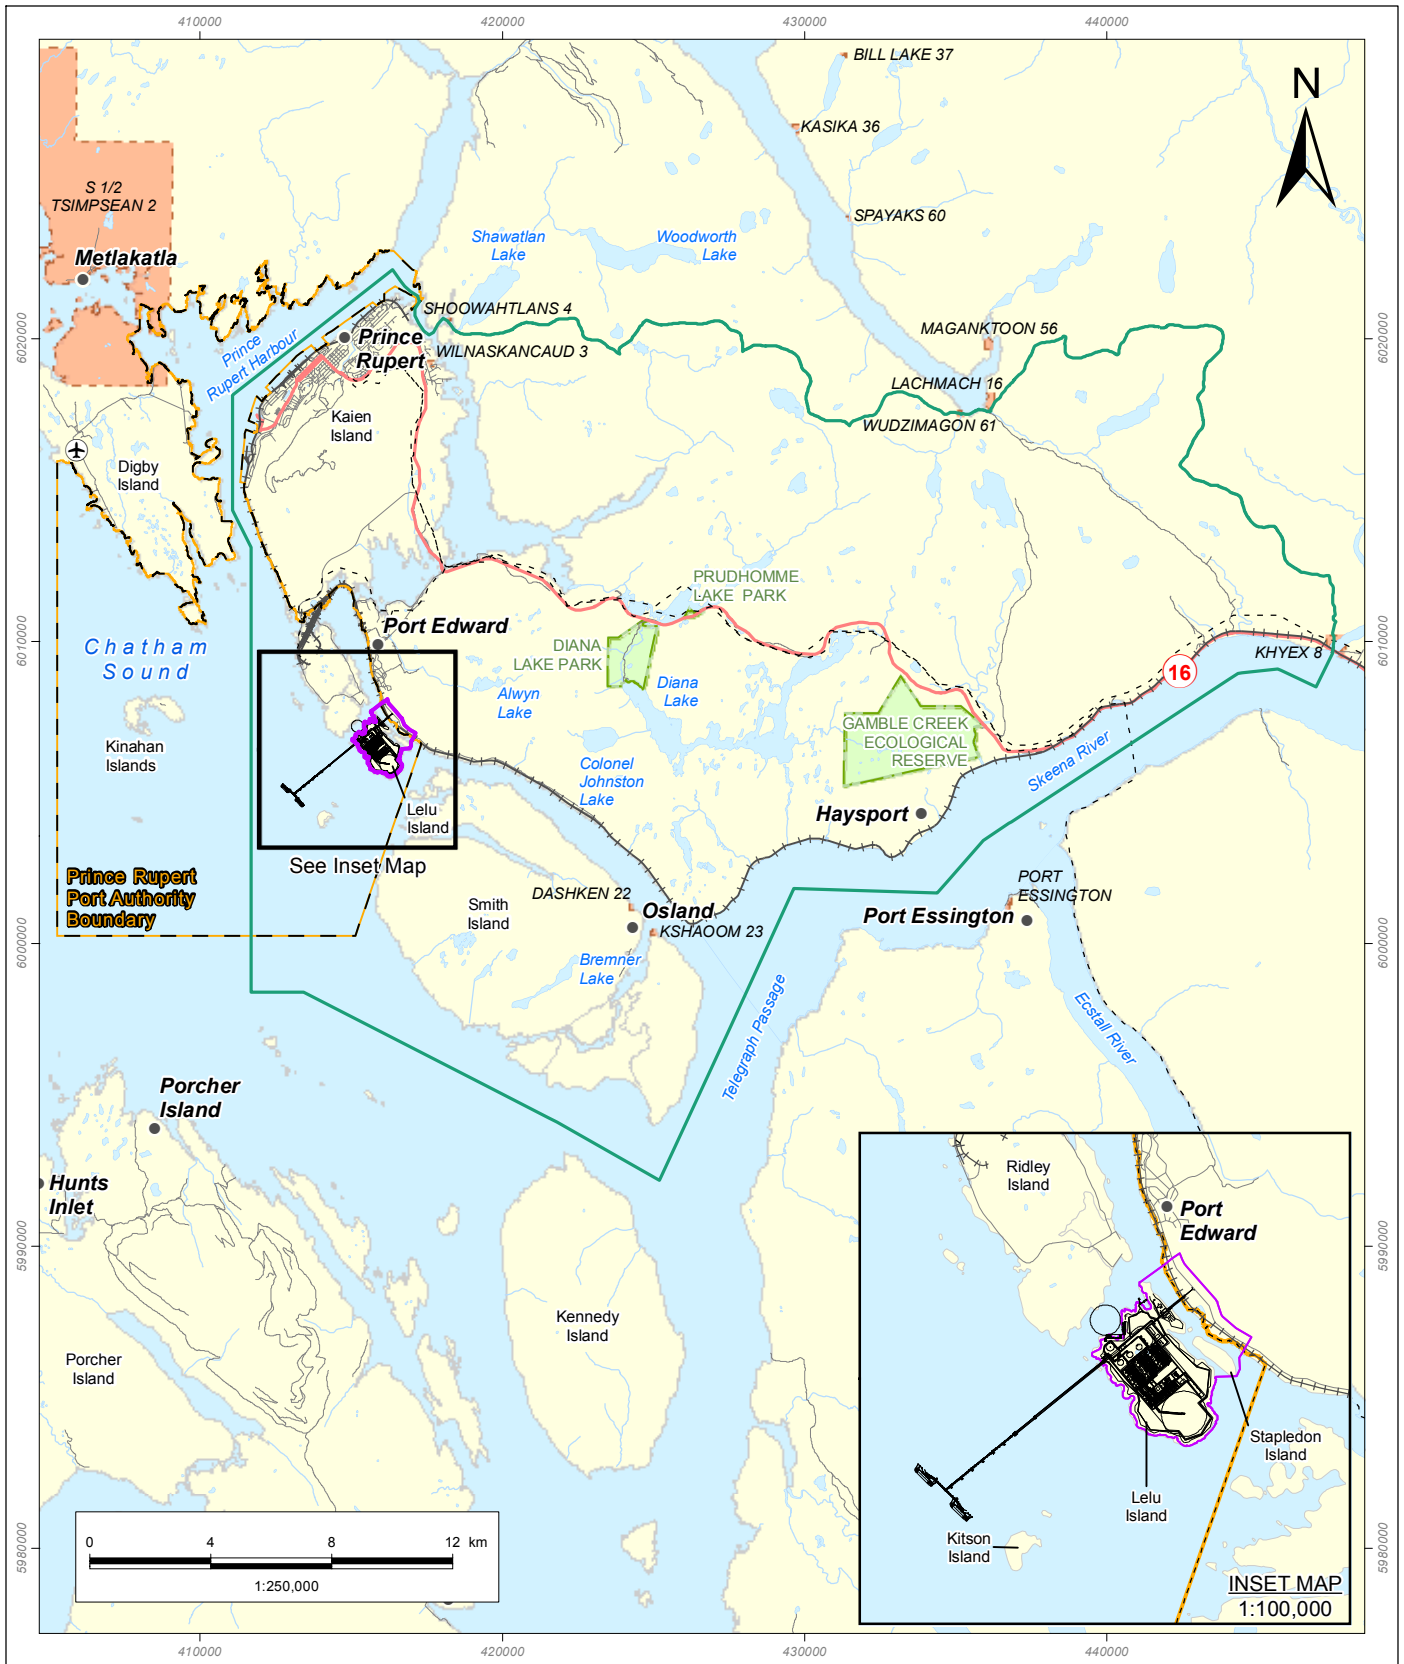 410000
420000
430000
440000
BILL LAKE 37
N
KASIKA 36
S 1/2
TSIMPSEAN 2
SPAYAKS 60
Metlakatla
Shawatlan
Lake
Woodworth
Lake
SHOOWAHTLANS 4
MAGANKTOON 56
6020000
6020000
Prince
Rupert Harbour
Prince
Rupert
WILNASKANCAUD 3
LACHMACH 16
WUDZIMAGON 61
Kaien
Island
Digby
Island
PRUDHOMME
LAKE PARK
Port Edward
DIANA
LAKE PARK
6010000
6010000
KHYEX 8
Chatham
Sound
16
Alwyn
Lake
Diana
Lake
GAMBLE CREEK
ECOLOGICAL
RESERVE
Kinahan
Islands
Skeena River
Colonel
Johnston
Lake
Lelu
Island
Haysport
See Inset Map
Prince Rupert
Port Authority
Boundary
DASHKEN 22
Smith
Island
Osland
PORT
ESSINGTON
Port Essington
KSHAOOM 23
6000000
6000000
Bremner
Lake
Telegraph Passage
Ecstall River
Porcher
Island
Hunts
Inlet
Ridley
Island
Port
Edward
5990000
5990000
Kennedy
Island
Porcher
Island
Stapledon
Island
Lelu
Island
Kitson
Island
5980000
5980000
0
4
8
12 km
1:250,000
INSET MAP
1:100,000
410000
420000
430000
440000